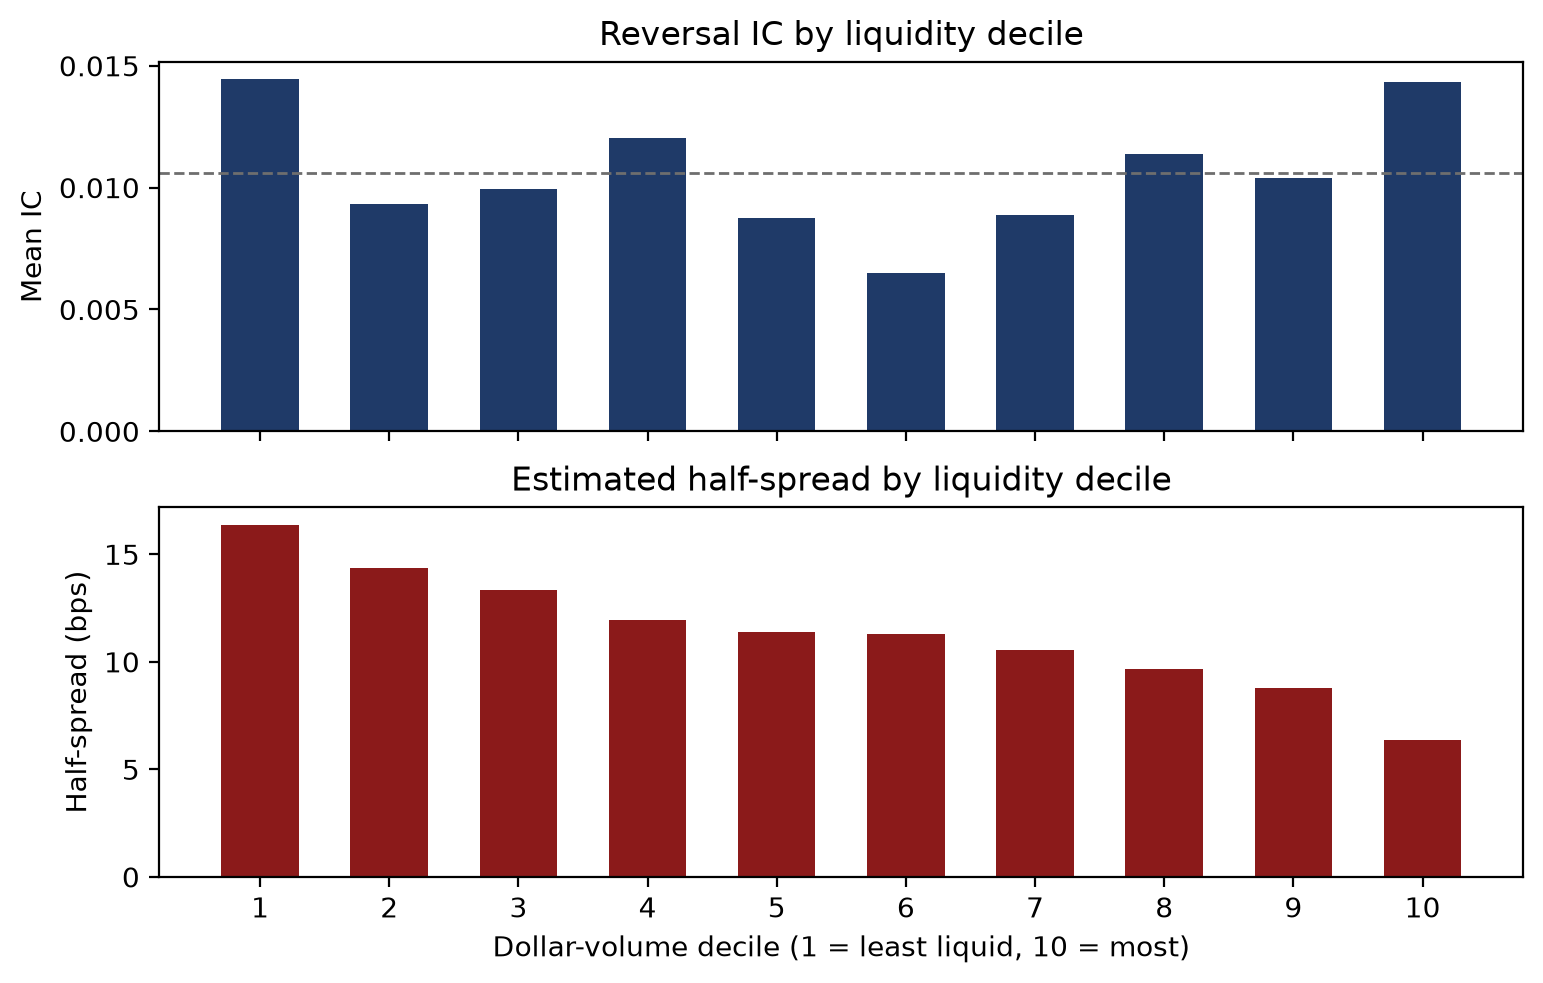 Reversal IC by liquidity decile
Mean IC
0.015
0.010
0.005
0.000
Estimated half-spread by liquidity decile
Half-spread (bps)
15
10
5
0
1 2 3 4 5 6 7 8 9 10
Dollar-volume decile (1 = least liquid, 10 = most)